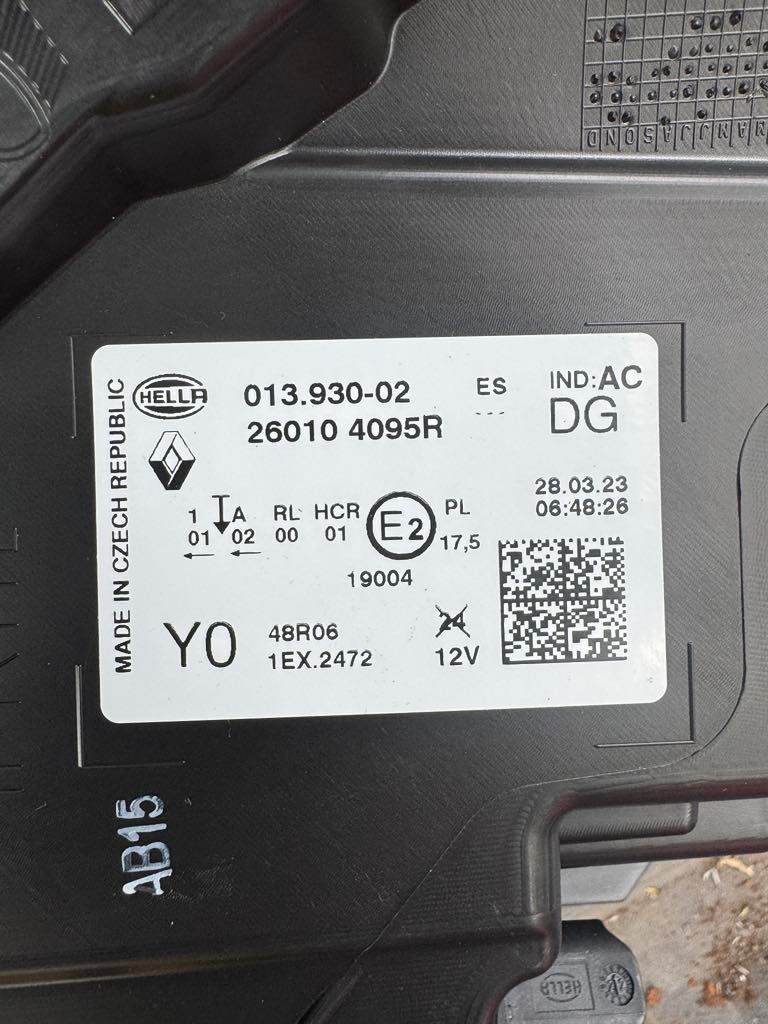 MAMJJASOND
MADE IN CZECH REPUBLIC
HELLA
013.930-02
ES
IND:AC
26010 4095R
---
DG
28.03.23
06:48:26
1 A RL HCR E2 PL
01 02 00 01 17,5
19004
Y0
48R06
24
1EX.2472
12V
AB15
HELLA